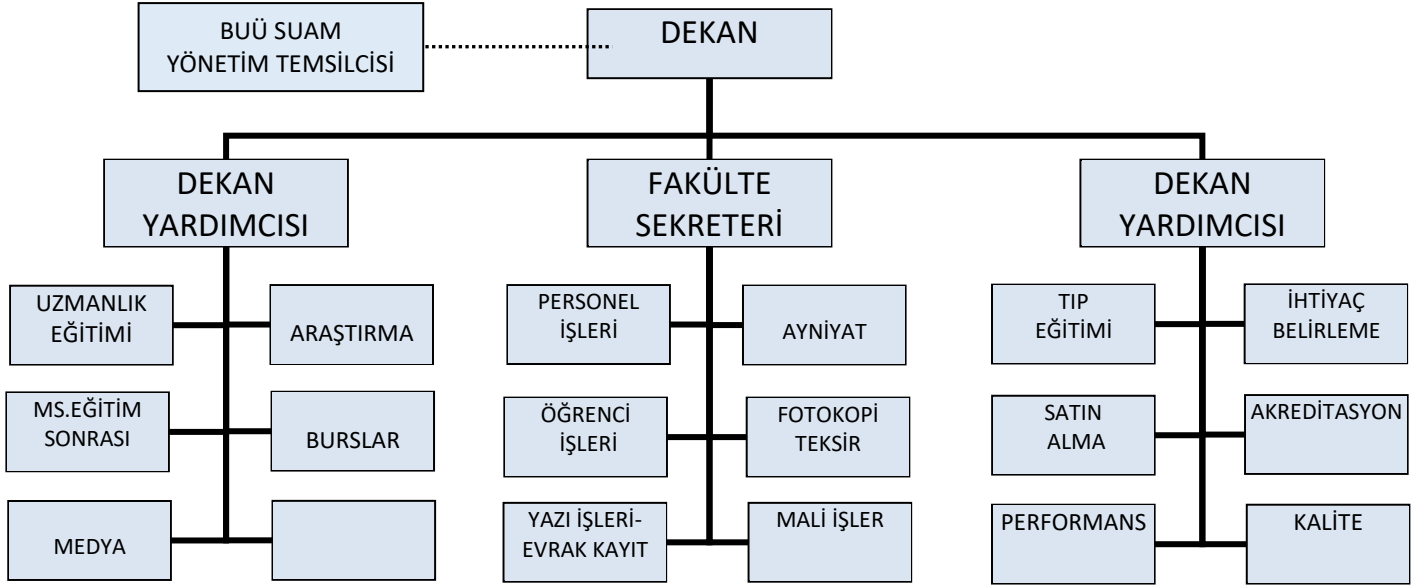 BUÜ SUAM
YÖNETİM TEMSİLCİSİ
DEKAN
DEKAN
YARDIMCISI
FAKÜLTE
SEKRETERİ
DEKAN
YARDIMCISI
UZMANLIK
EĞİTİMİ
ARAŞTIRMA
PERSONEL
İŞLERİ
AYNİYAT
TIP
EĞİTİMİ
İHTİYAÇ
BELİRLEME
MS.EĞİTİM
SONRASI
BURSLAR
ÖĞRENCİ
İŞLERİ
FOTOKOPİ
TEKSİR
SATIN
ALMA
AKREDİTASYON
MEDYA
YAZI İŞLERİ-
EVRAK KAYIT
MALİ İŞLER
PERFORMANS
KALİTE